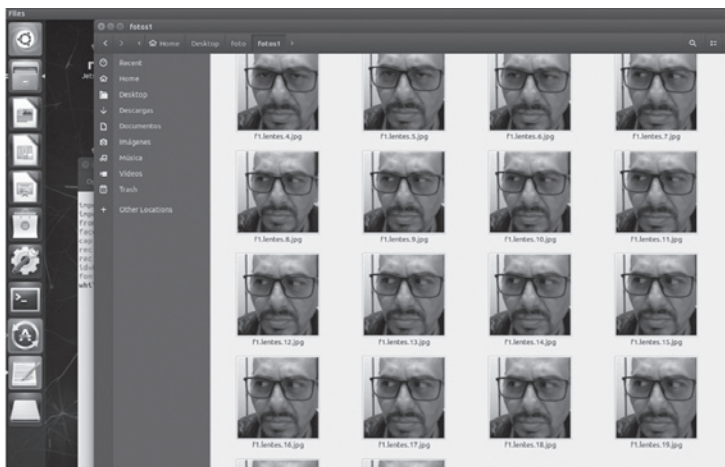 Files
fotos1
Home Desktop foto fotos1
Recent
Home
Desktop
Descargas
Documentos
Imágenes
Música
Vídeos
Trash
Other Locations
f1.lentes.4.jpg f1.lentes.5.jpg f1.lentes.6.jpg f1.lentes.7.jpg
f1.lentes.8.jpg f1.lentes.9.jpg f1.lentes.10.jpg f1.lentes.11.jpg
f1.lentes.12.jpg f1.lentes.13.jpg f1.lentes.14.jpg f1.lentes.15.jpg
f1.lentes.16.jpg f1.lentes.17.jpg f1.lentes.18.jpg f1.lentes.19.jpg